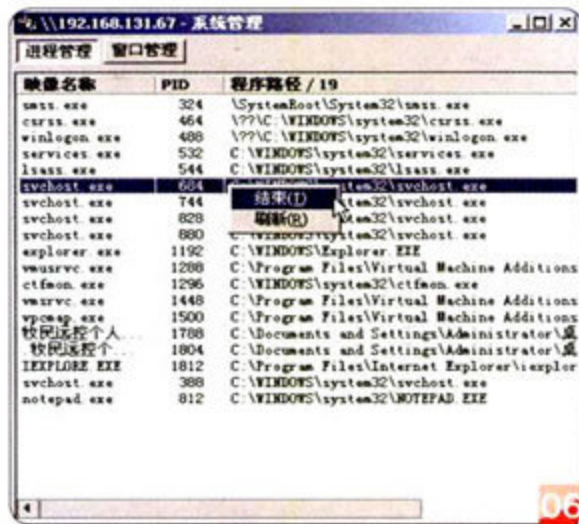 \\192.168.131.67 - 系统管理
进程管理 窗口管理
映像名称 PID 程序路径 / 19
smss.exe 324 \SystemRoot\System32\smss.exe
csrss.exe 464 \??\C:\WINDOWS\system32\csrss.exe
winlogon.exe 488 \??\C:\WINDOWS\system32\winlogon.exe
services.exe 532 C:\WINDOWS\system32\services.exe
lsass.exe 544 C:\WINDOWS\system32\lsass.exe
svchost.exe 684 stem32\svchost.exe
结束(T)
svchost.exe 744 stem32\svchost.exe
刷新(R)
svchost.exe 828 stem32\svchost.exe
svchost.exe 880 C:\WINDOWS\system32\svchost.exe
explorer.exe 1192 C:\WINDOWS\Explorer.EXE
vmusrvc.exe 1288 C:\Program Files\Virtual Machine Additions
ctfmon.exe 1296 C:\WINDOWS\system32\ctfmon.exe
vmsrvc.exe 1448 C:\Program Files\Virtual Machine Additions
vpcmap.exe 1500 C:\Program Files\Virtual Machine Additions
牧民远控个人... 1788 C:\Documents and Settings\Administrator\桌
牧民远控个... 1804 C:\Documents and Settings\Administrator\桌
IEXPLORE.EXE 1812 C:\Program Files\Internet Explorer\iexplor
svchost.exe 388 C:\WINDOWS\system32\svchost.exe
notepad.exe 812 C:\WINDOWS\system32\NOTEPAD.EXE
06